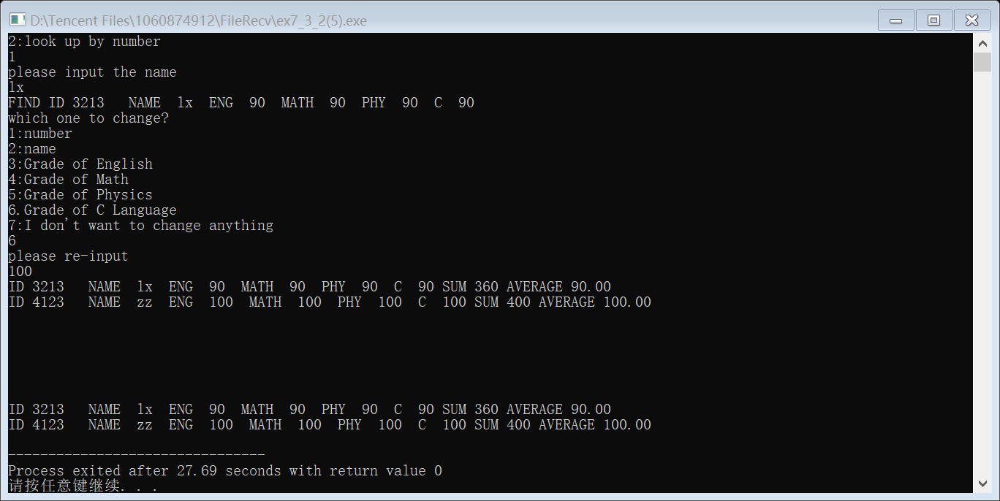 D:\Tencent Files\1060874912\FileRecv\ex7_3_2(5).exe
2:look up by number
1
please input the name
lx
FIND ID 3213   NAME  lx  ENG  90  MATH  90  PHY  90  C  90
which one to change?
1:number
2:name
3:Grade of English
4:Grade of Math
5:Grade of Physics
6.Grade of C Language
7:I don't want to change anything
6
please re-input
100
ID 3213   NAME  lx  ENG  90  MATH  90  PHY  90  C  90 SUM 360 AVERAGE 90.00
ID 4123   NAME  zz  ENG  100  MATH  100  PHY  100  C  100 SUM 400 AVERAGE 100.00
ID 3213   NAME  lx  ENG  90  MATH  90  PHY  90  C  90 SUM 360 AVERAGE 90.00
ID 4123   NAME  zz  ENG  100  MATH  100  PHY  100  C  100 SUM 400 AVERAGE 100.00
--------------------------------
Process exited after 27.69 seconds with return value 0
请按任意键继续. . .